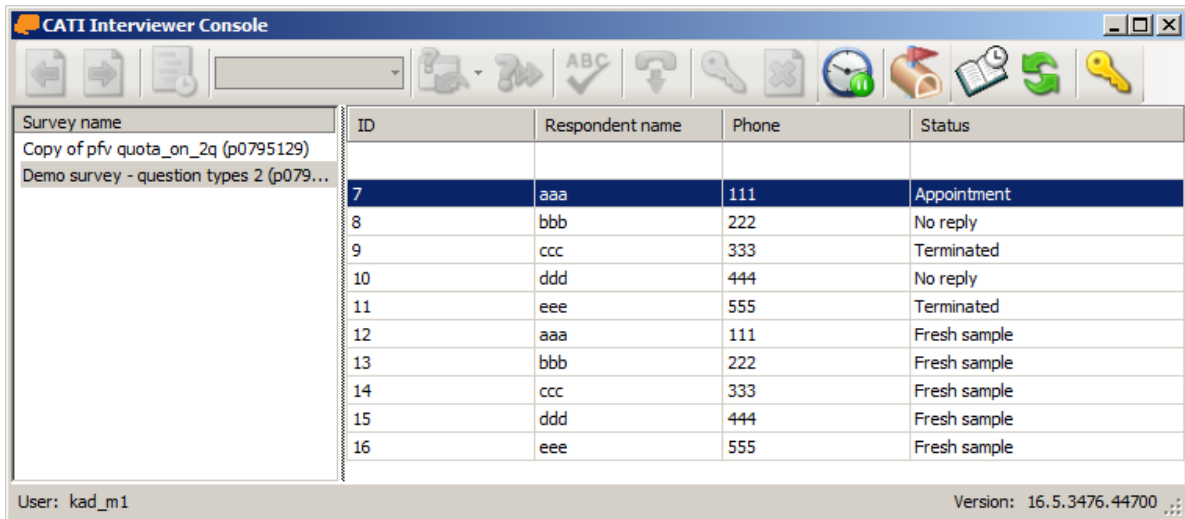 CATI Interviewer Console
ABC
Survey name
Copy of pfv quota_on_2q (p0795129)
Demo survey - question types 2 (p079...
ID Respondent name Phone Status
7 aaa 111 Appointment
8 bbb 222 No reply
9 ccc 333 Terminated
10 ddd 444 No reply
11 eee 555 Terminated
12 aaa 111 Fresh sample
13 bbb 222 Fresh sample
14 ccc 333 Fresh sample
15 ddd 444 Fresh sample
16 eee 555 Fresh sample
User: kad_m1 Version: 16.5.3476.44700